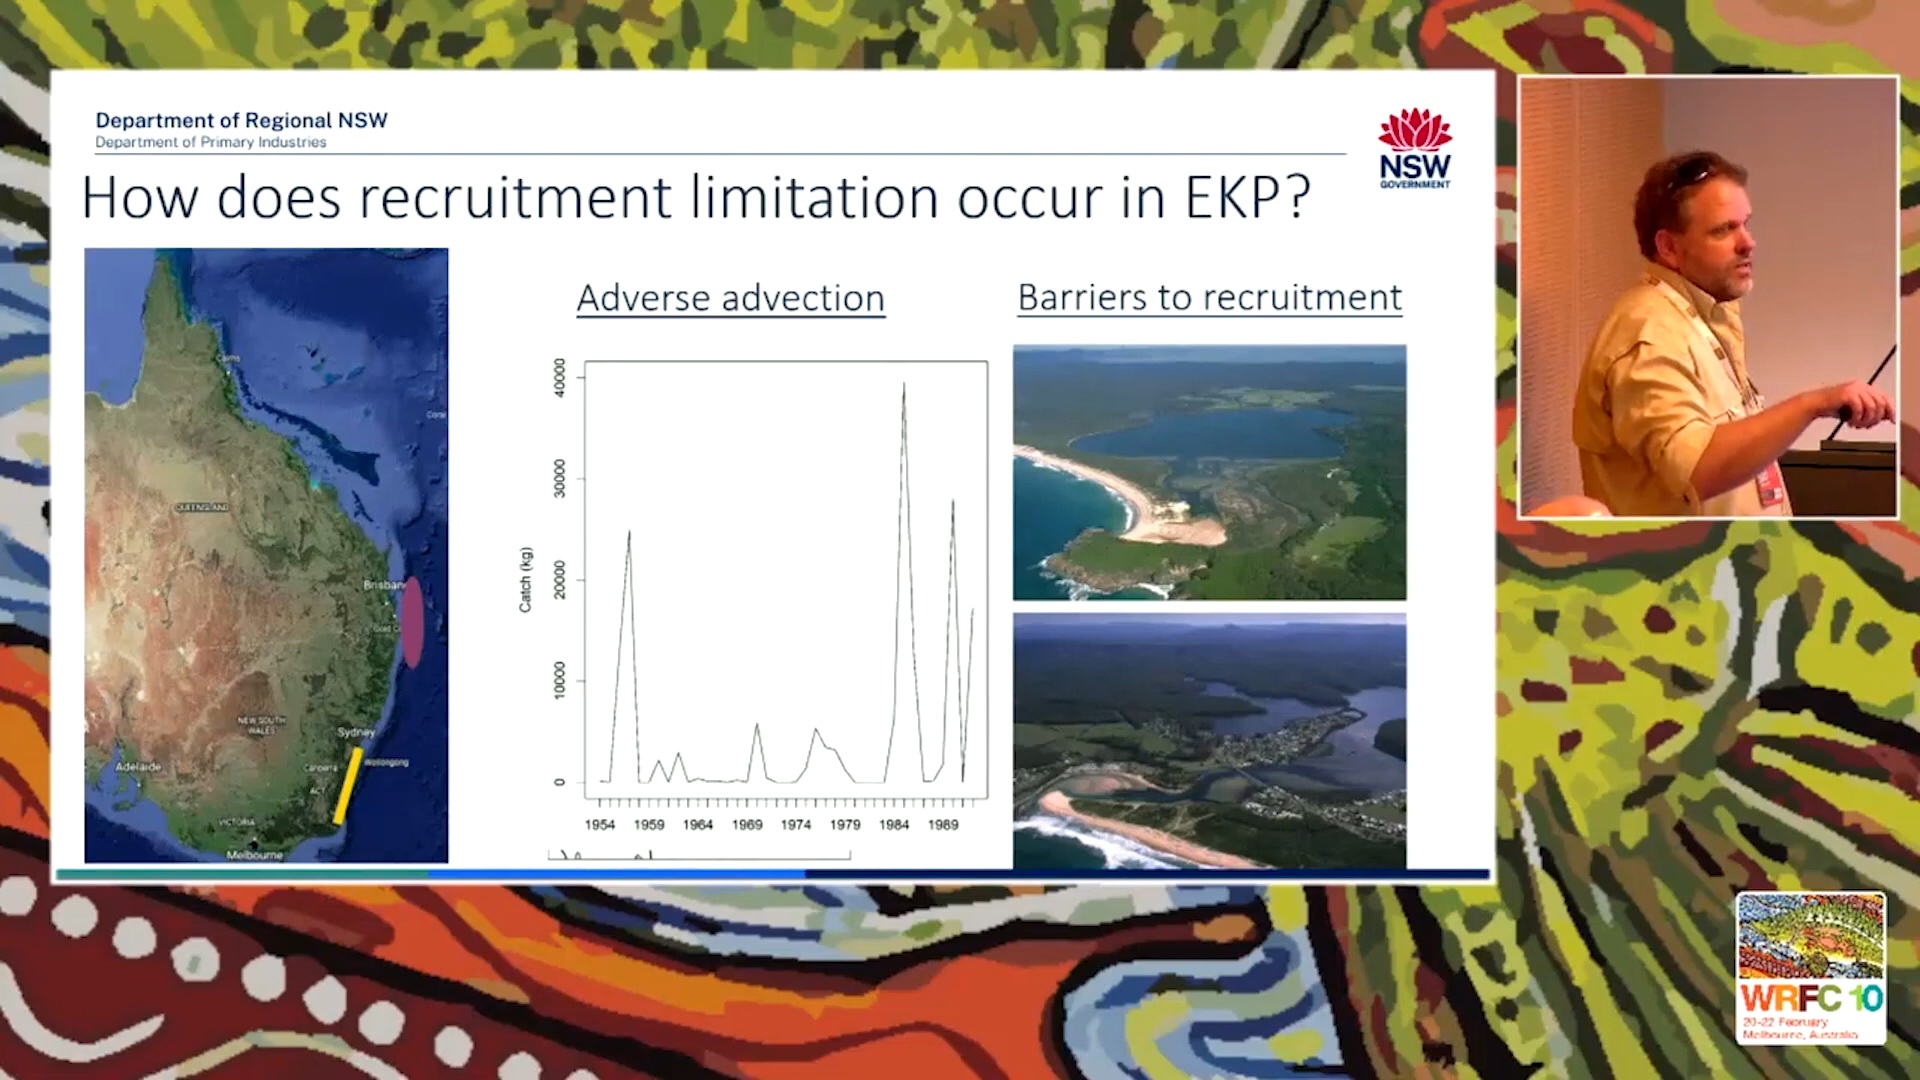 Department of Regional NSW
Department of Primary Industries
NSW
GOVERNMENT
How does recruitment limitation occur in EKP?
Adverse advection
Barriers to recruitment
Cairns
Coral
QUEENSLAND
Brisbane
Gold Co
NEW SOUTH
WALES
Sydney
Wollongong
Canberra
ACT
Adelaide
VICTORIA
Melbourne
Catch (kg)
40000
30000
20000
10000
0
1954 1959 1964 1969 1974 1979 1984 1989
WRFC 10
20-22 February
Melbourne, Australia